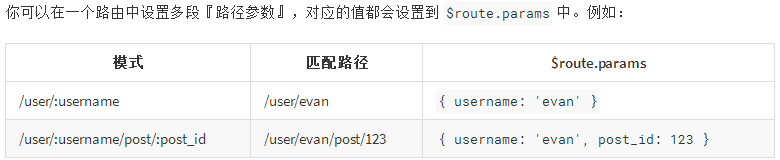 你可以在一个路由中设置多段『路径参数』，对应的值都会设置到 $route.params 中。例如：
模式 匹配路径 $route.params
/user/:username /user/evan { username: 'evan' }
/user/:username/post/:post_id /user/evan/post/123 { username: 'evan', post_id: 123 }